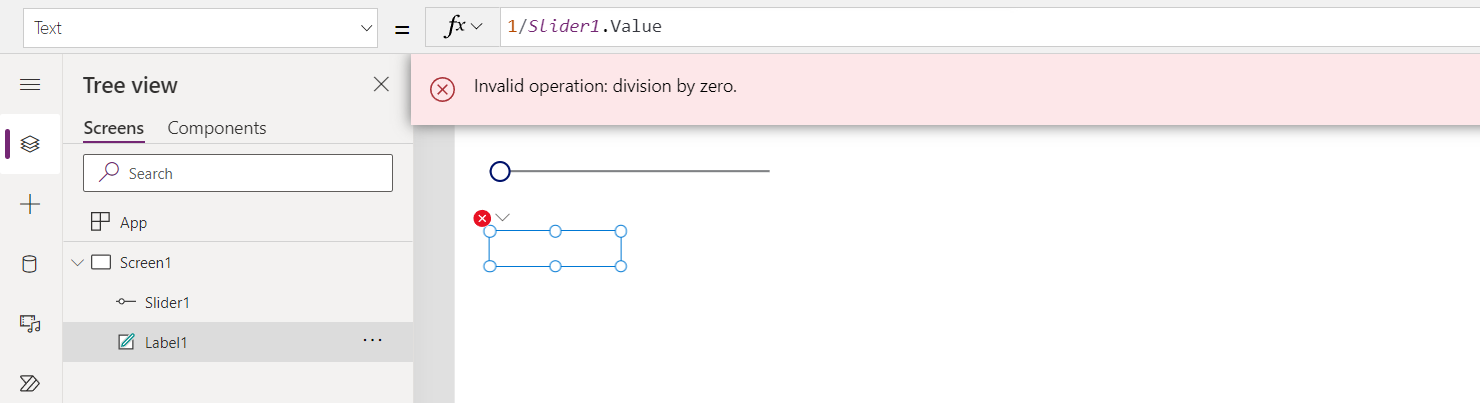 Text
=
fx
1/Slider1.Value
Invalid operation: division by zero.
Tree view
Screens
Components
Search
App
Screen1
Slider1
Label1
...